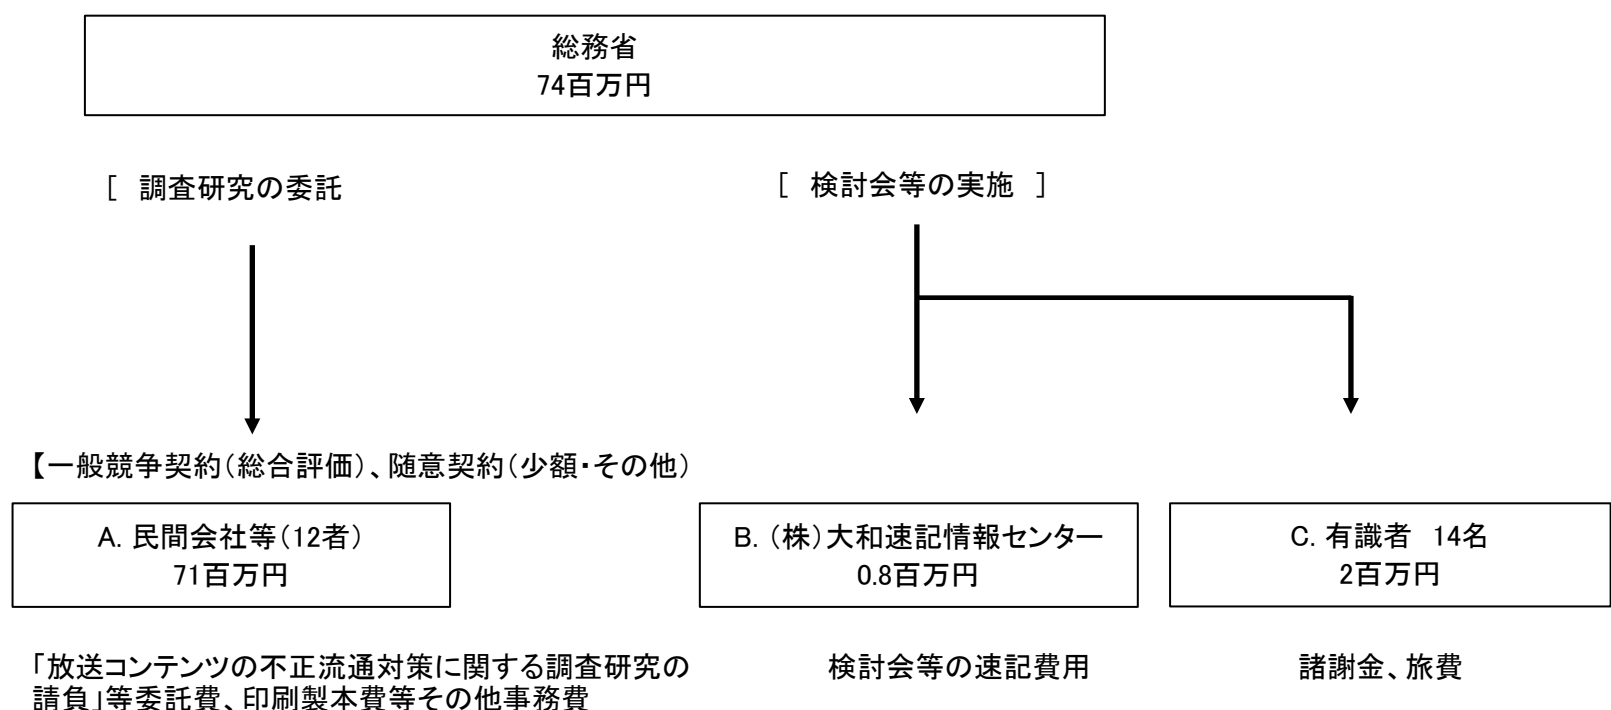 総務省
74百万円
[ 調査研究の委託
[ 検討会等の実施 ]
【一般競争契約(総合評価)、随意契約(少額・その他)
A. 民間会社等(12者)
71百万円
B. (株)大和速記情報センター
0.8百万円
C. 有識者 14名
2百万円
「放送コンテンツの不正流通対策に関する調査研究の
請負」等委託費、印刷製本費等その他事務費
検討会等の速記費用
諸謝金、旅費